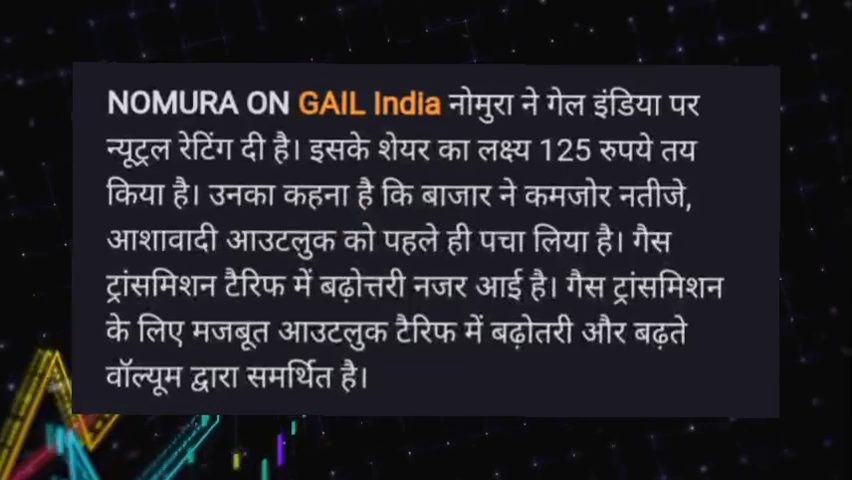 NOMURA ON GAIL India नोमुरा ने गेल इंडिया पर
न्यूट्रल रेटिंग दी है। इसके शेयर का लक्ष्य 125 रुपये तय
किया है। उनका कहना है कि बाजार ने कमजोर नतीजे,
आशावादी आउटलुक को पहले ही पचा लिया है। गैस
ट्रांसमिशन टैरिफ में बढ़ोत्तरी नजर आई है। गैस ट्रांसमिशन
के लिए मजबूत आउटलुक टैरिफ में बढ़ोतरी और बढ़ते
वॉल्यूम द्वारा समर्थित है।